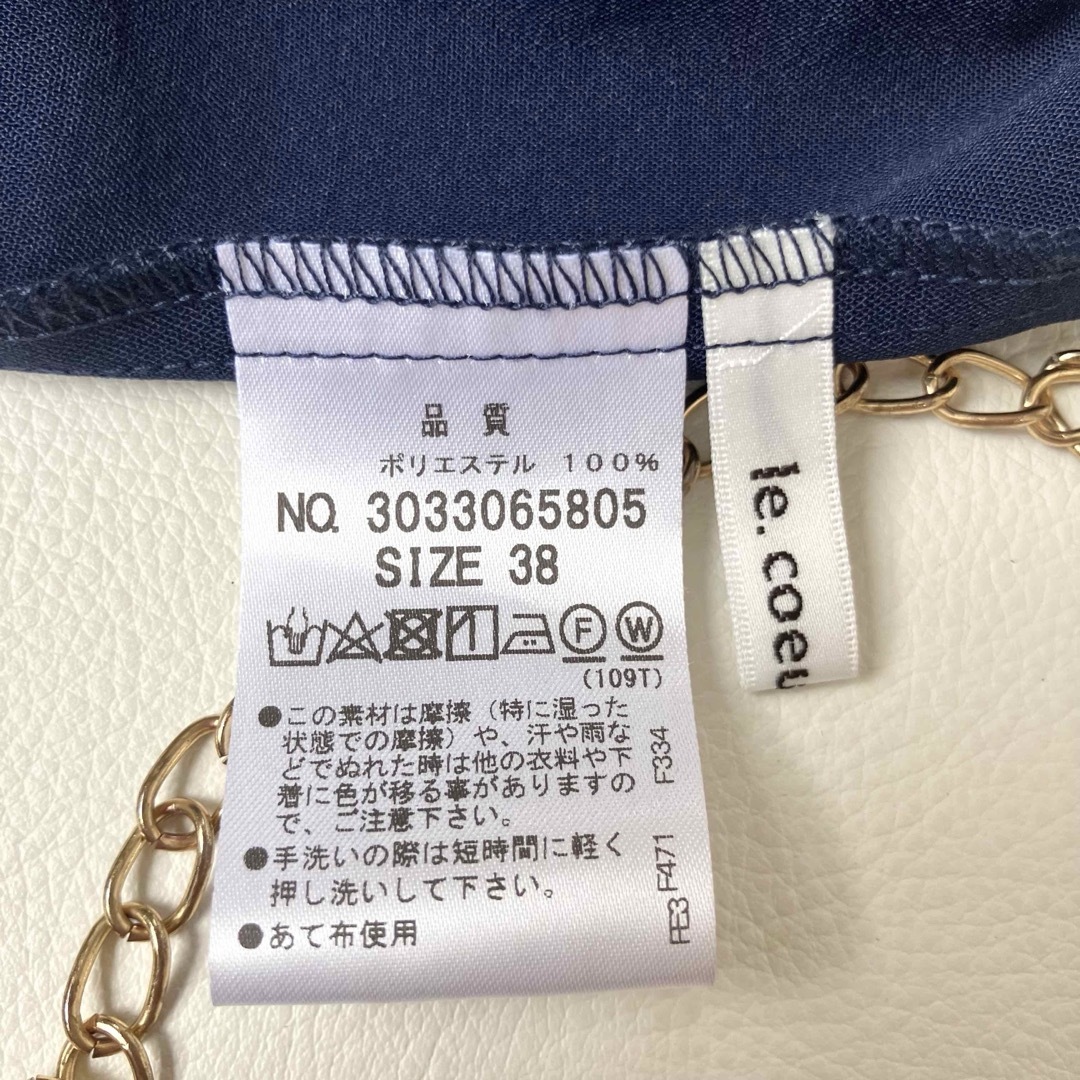 品質
ポリエステル 100%
NO. 3033065805
SIZE 38
F W
(109T)
●この素材は摩擦（特に湿った
状態での摩擦）や、汗や雨な
どでぬれた時は他の衣料や下
着に色が移る事がありますの
で、ご注意下さい。
●手洗いの際は短時間に軽く
押し洗いして下さい。
●あて布使用
F334
FE3 F471
le.coeu